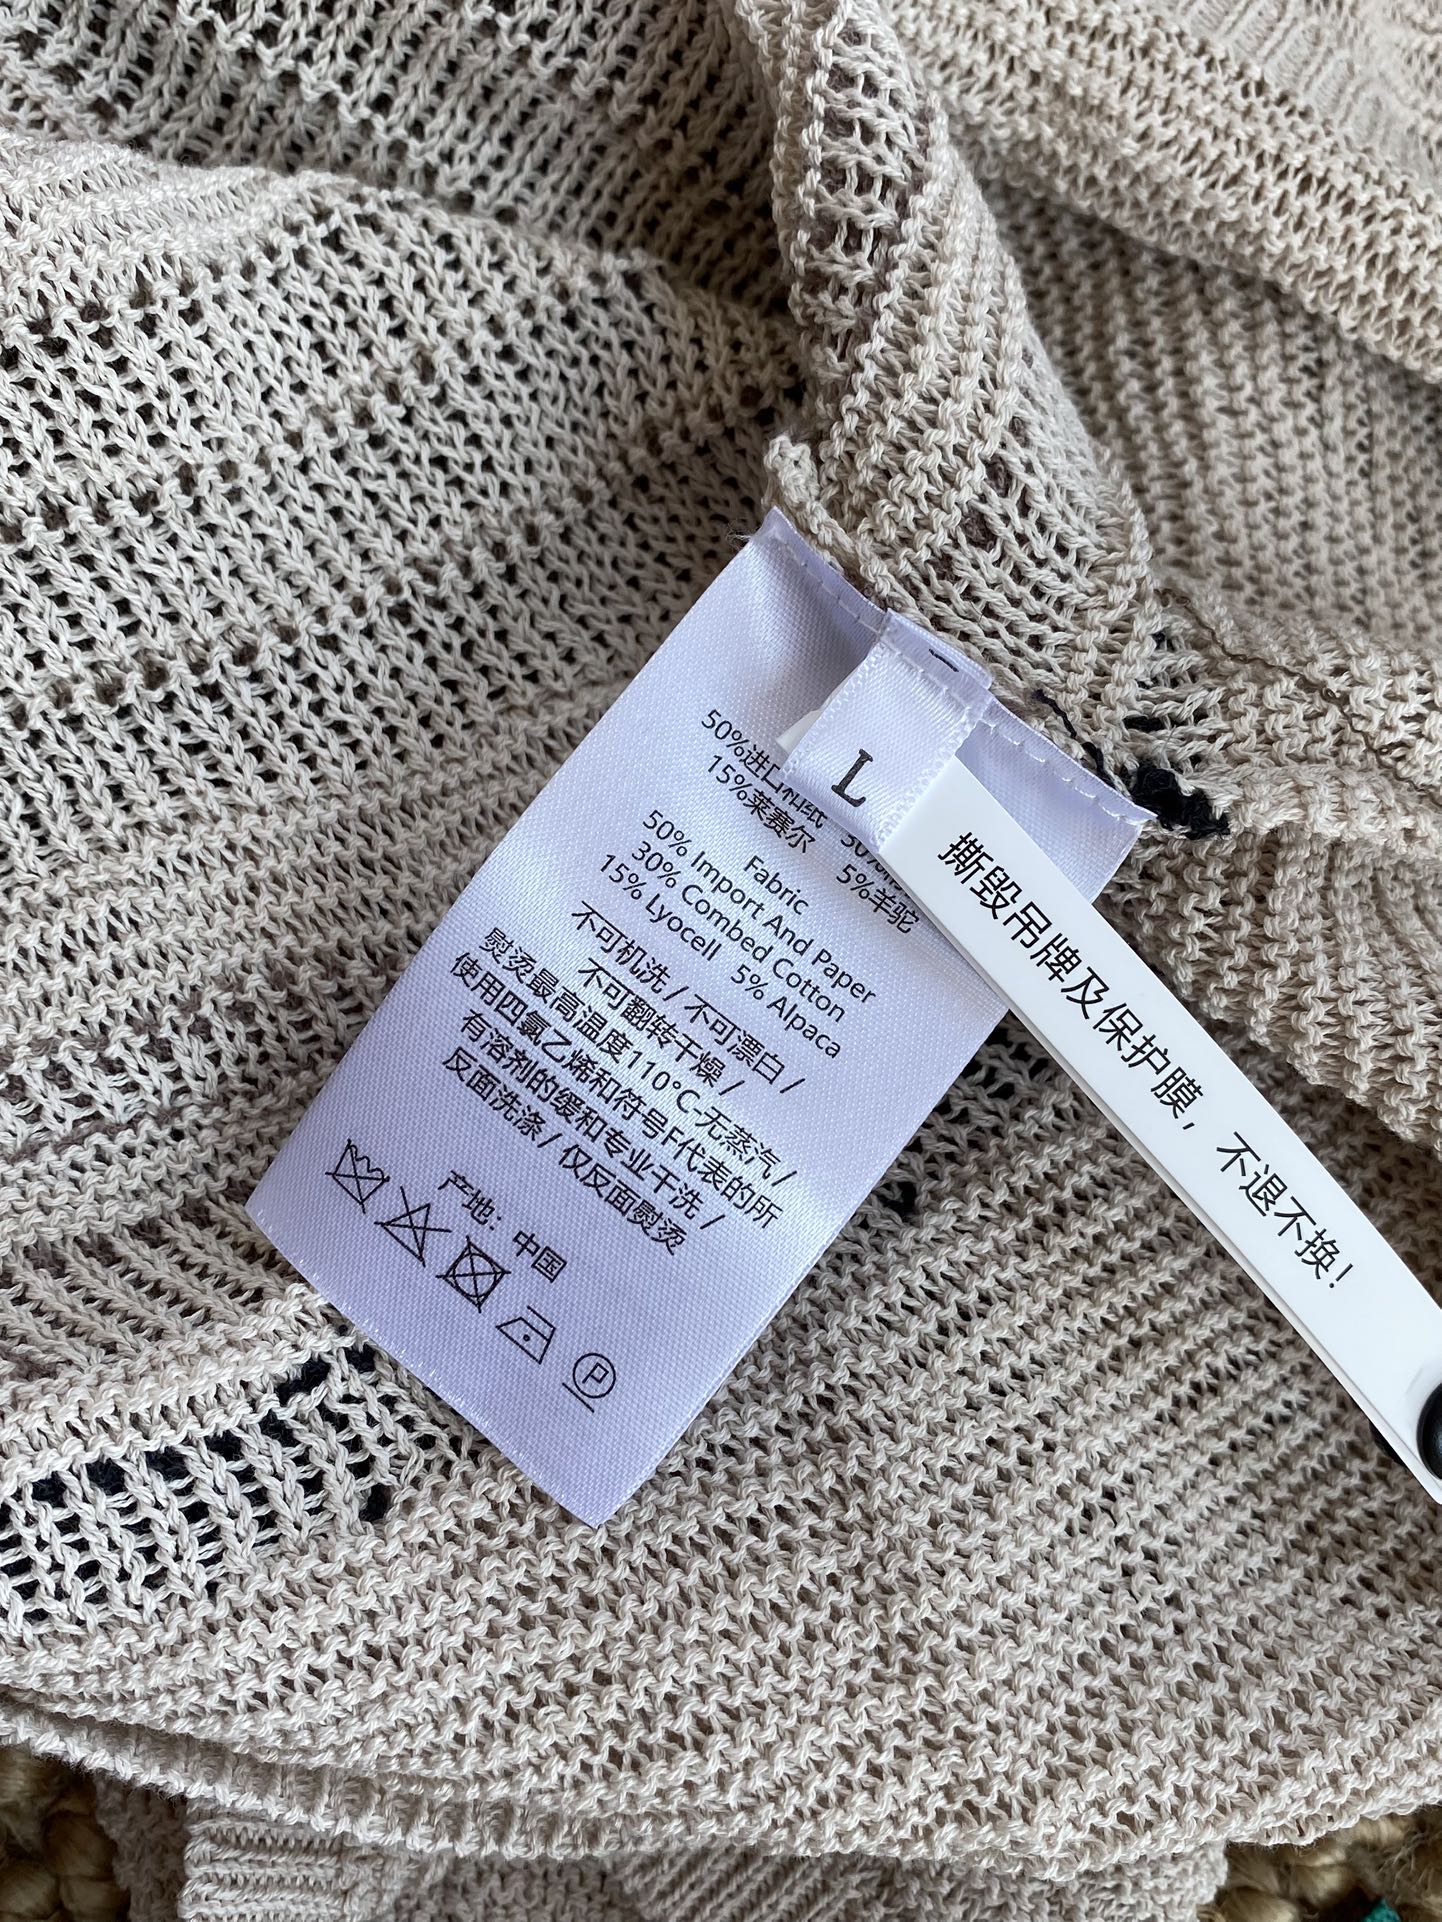 L
50%进口和纸
15%莱赛尔 5%羊驼
Fabric
50% Import And Paper
30% Combed Cotton
15% Lyocell 5% Alpaca
不可机洗 / 不可漂白 /
不可翻转干燥 /
熨烫最高温度110°C-无蒸汽 /
使用四氯乙烯和符号F代表的所
有溶剂的缓和专业干洗 /
反面洗涤 / 仅反面熨烫
产地：中国
P
撕毁吊牌及保护膜，不退不换！